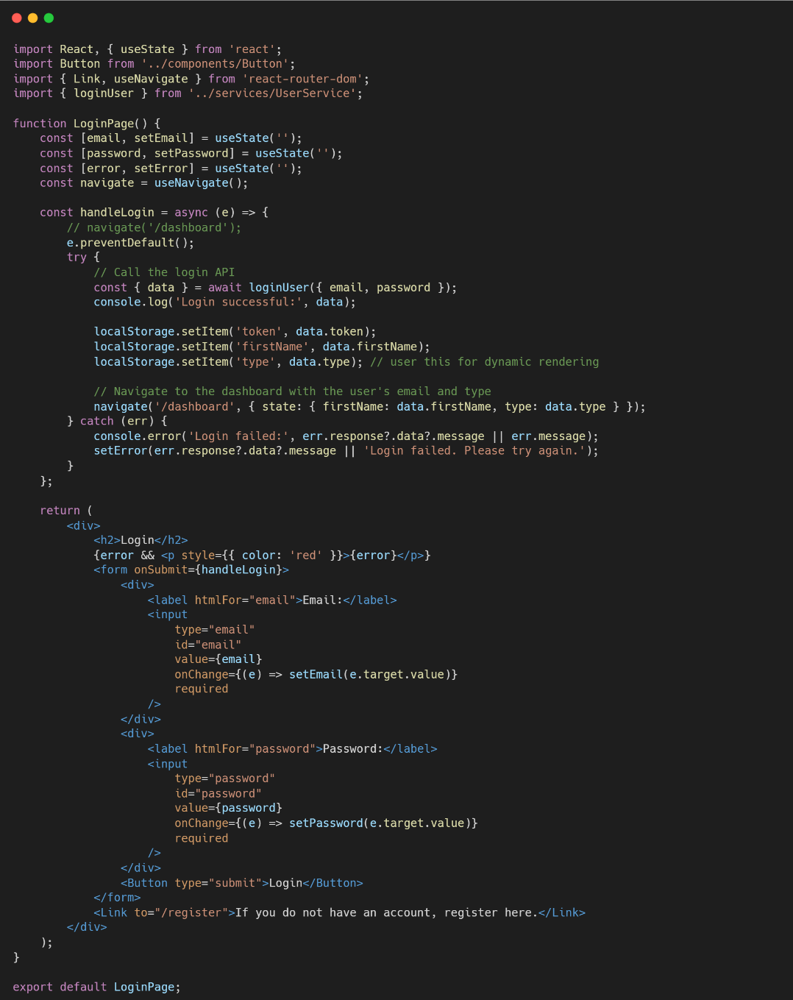 import React, { useState } from 'react';
import Button from '../components/Button';
import { Link, useNavigate } from 'react-router-dom';
import { loginUser } from '../services/UserService';

function LoginPage() {
    const [email, setEmail] = useState('');
    const [password, setPassword] = useState('');
    const [error, setError] = useState('');
    const navigate = useNavigate();

    const handleLogin = async (e) => {
        // navigate('/dashboard');
        e.preventDefault();
        try {
            // Call the login API
            const { data } = await loginUser({ email, password });
            console.log('Login successful:', data);

            localStorage.setItem('token', data.token);
            localStorage.setItem('firstName', data.firstName);
            localStorage.setItem('type', data.type); // user this for dynamic rendering

            // Navigate to the dashboard with the user's email and type
            navigate('/dashboard', { state: { firstName: data.firstName, type: data.type } });
        } catch (err) {
            console.error('Login failed:', err.response?.data?.message || err.message);
            setError(err.response?.data?.message || 'Login failed. Please try again.');
        }
    };

    return (
        <div>
            <h2>Login</h2>
            {error && <p style={{ color: 'red' }}>{error}</p>}
            <form onSubmit={handleLogin}>
                <div>
                    <label htmlFor="email">Email:</label>
                    <input
                        type="email"
                        id="email"
                        value={email}
                        onChange={(e) => setEmail(e.target.value)}
                        required
                    />
                </div>
                <div>
                    <label htmlFor="password">Password:</label>
                    <input
                        type="password"
                        id="password"
                        value={password}
                        onChange={(e) => setPassword(e.target.value)}
                        required
                    />
                </div>
                <Button type="submit">Login</Button>
            </form>
            <Link to="/register">If you do not have an account, register here.</Link>
        </div>
    );
}

export default LoginPage;